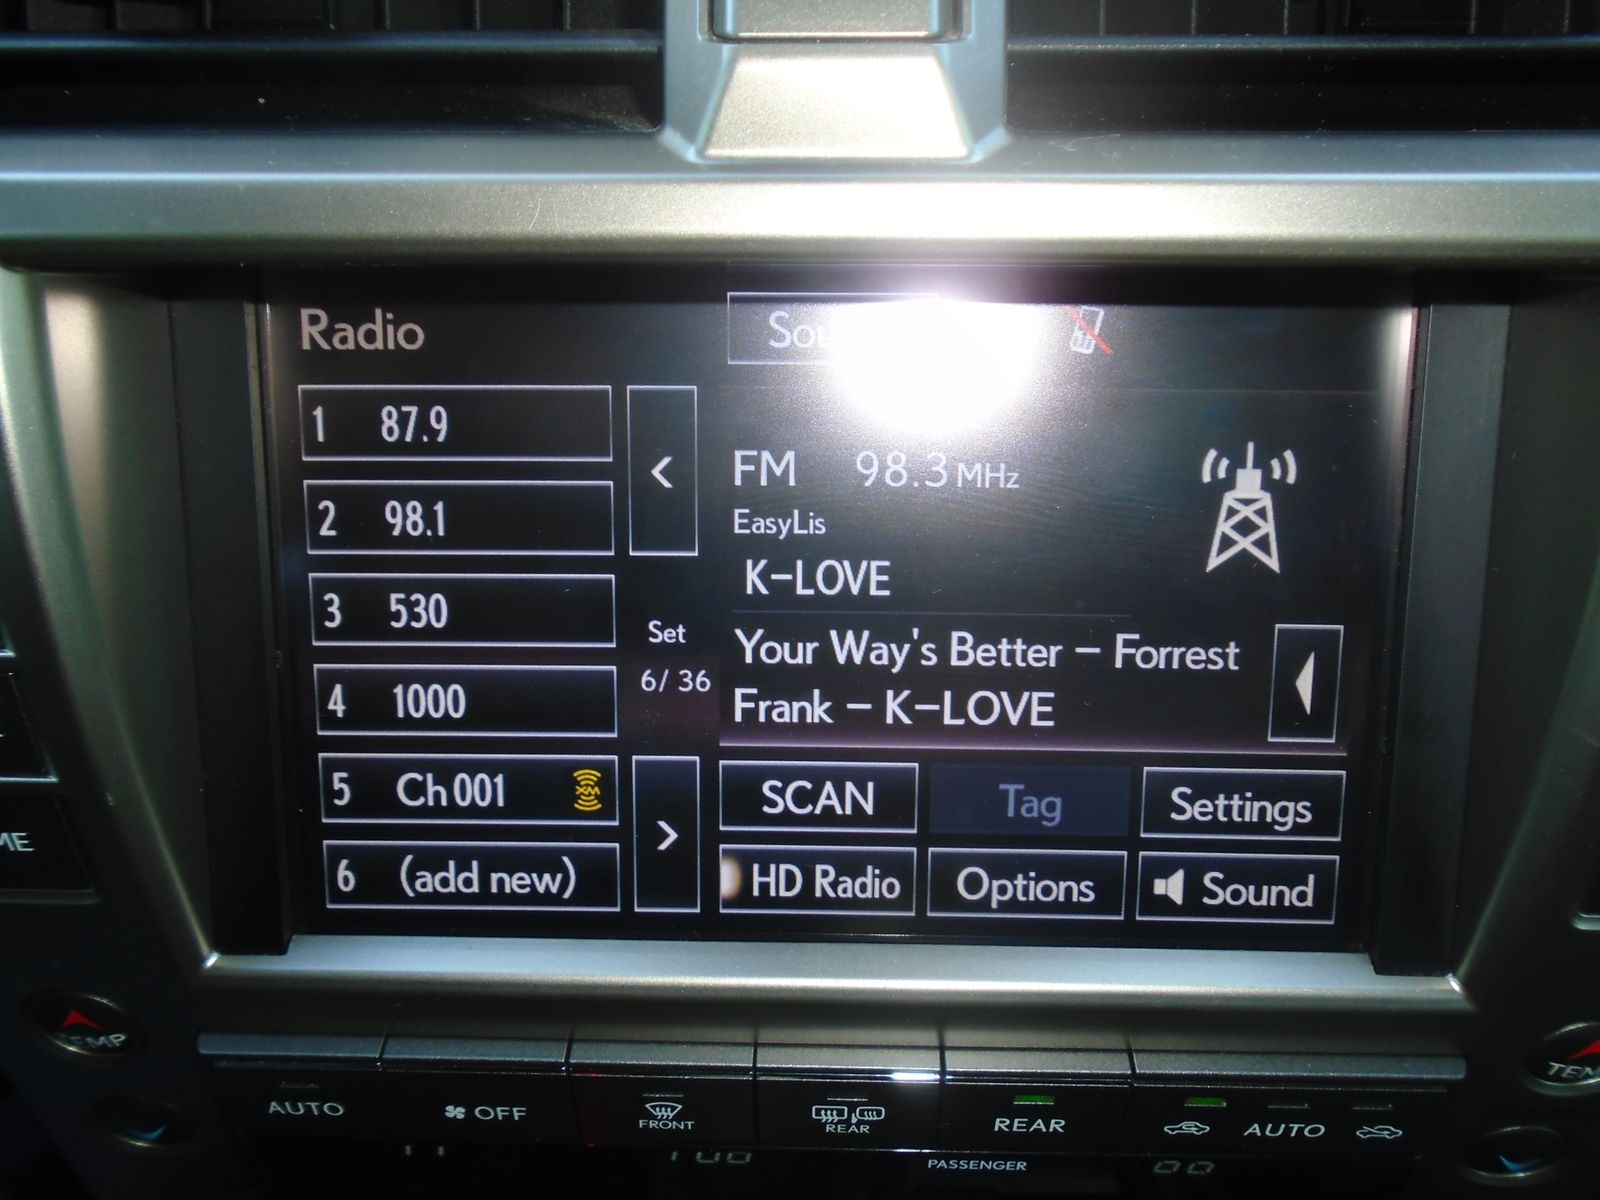 Radio
1 87.9
2 98.1
3 530
4 1000
5 Ch 001 XM
6 (add new)
Set
6/ 36
FM 98.3 MHz
EasyLis
K-LOVE
Your Way's Better - Forrest
Frank - K-LOVE
SCAN Tag Settings
HD Radio Options Sound
TEMP
AUTO
OFF
FRONT
REAR
REAR
AUTO
PASSENGER